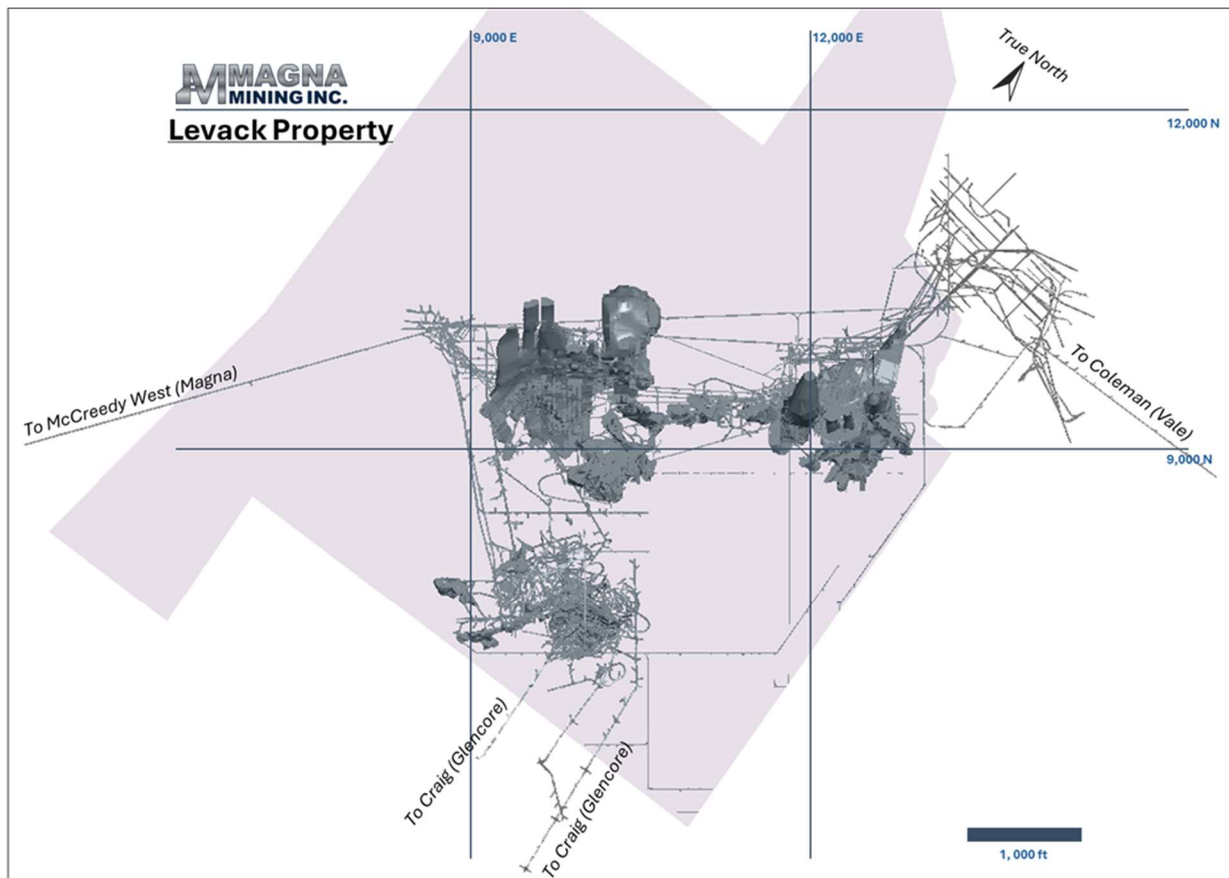 9,000 E
12,000 E
True North
MAGNA
MINING INC.
Levack Property
12,000 N
To McCreedy West (Magna)
To Coleman (Vale)
9,000 N
To Craig (Glencore)
To Craig (Glencore)
1, 000 ft